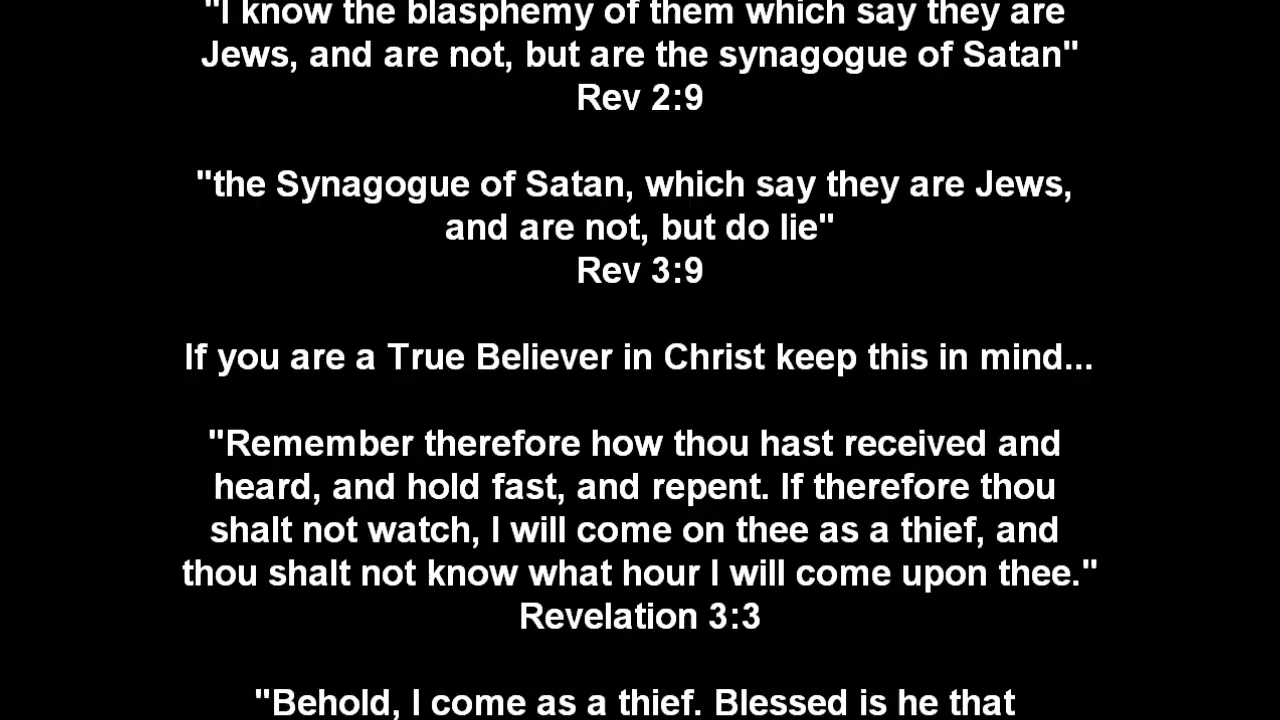 "I know the blasphemy of them which say they are
Jews, and are not, but are the synagogue of Satan"
Rev 2:9
"the Synagogue of Satan, which say they are Jews,
and are not, but do lie"
Rev 3:9
If you are a True Believer in Christ keep this in mind...
"Remember therefore how thou hast received and
heard, and hold fast, and repent. If therefore thou
shalt not watch, I will come on thee as a thief, and
thou shalt not know what hour I will come upon thee."
Revelation 3:3
"Behold, I come as a thief. Blessed is he that